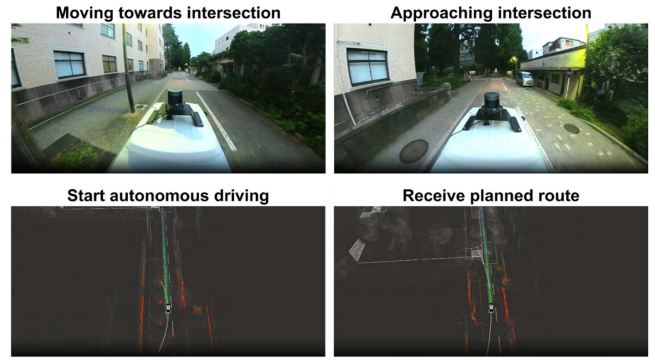 Moving towards intersection
Approaching intersection
Start autonomous driving
Receive planned route